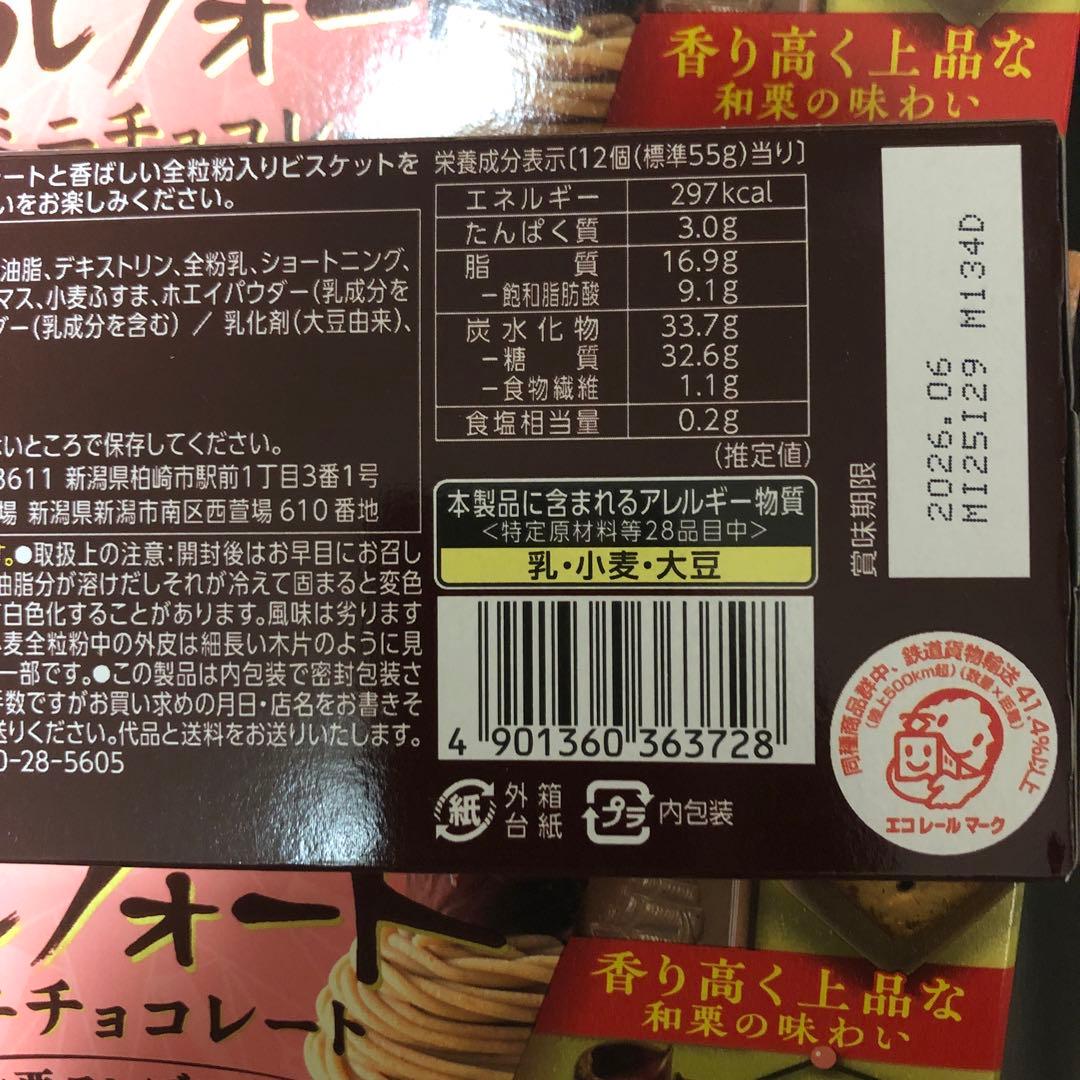 ルフォー
ミニチョコレ
香り高く上品な
和栗の味わい
ートと香ばしい全粒粉入りビスケットを
いをお楽しみください。
油脂、デキストリン、全粉乳、ショートニング、
マス、小麦ふすま、ホエイパウダー(乳成分を
ダー(乳成分を含む) / 乳化剤(大豆由来)、
いところで保存してください。
8611 新潟県柏崎市駅前1丁目3番1号
場 新潟県新潟市南区西萱場610番地
す。●取扱上の注意:開封後はお早目にお召し
油脂分が溶けだしそれが冷えて固まると変色
白色化することがあります。風味は劣ります
麦全粒粉中の外皮は細長い木片のように見
一部です。●この製品は内包装で密封包装さ
手数ですがお買い求めの月日・店名をお書きそ
送りください。代品と送料をお送りいたします。
0-28-5605
栄養成分表示〔12個(標準55g)当り〕
エネルギー 297kcal
たんぱく質 3.0g
脂質 16.9g
-飽和脂肪酸 9.1g
炭水化物 33.7g
-糖質 32.6g
-食物繊維 1.1g
食塩相当量 0.2g
(推定値)
本製品に含まれるアレルギー物質
<特定原材料等28品目中>
乳・小麦・大豆
4 901360 363728
紙 外箱 台紙
プラ 内包装
賞味期限
2026.06
M125129 M134D
同種商品群中、鉄道貨物輸送41.4%以上
(陸上500km超)(数量×距離)
エコレールマーク
ルフォート
ニチョコレート
香り高く上品な
和栗の味わい